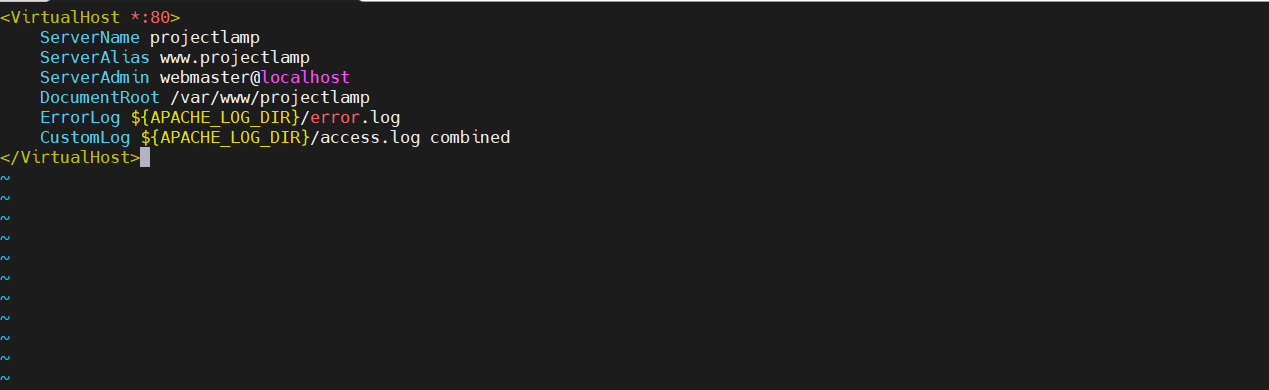 <VirtualHost *:80>
    ServerName projectlamp
    ServerAlias www.projectlamp
    ServerAdmin webmaster@localhost
    DocumentRoot /var/www/projectlamp
    ErrorLog ${APACHE_LOG_DIR}/error.log
    CustomLog ${APACHE_LOG_DIR}/access.log combined
</VirtualHost>
~
~
~
~
~
~
~
~
~
~
~